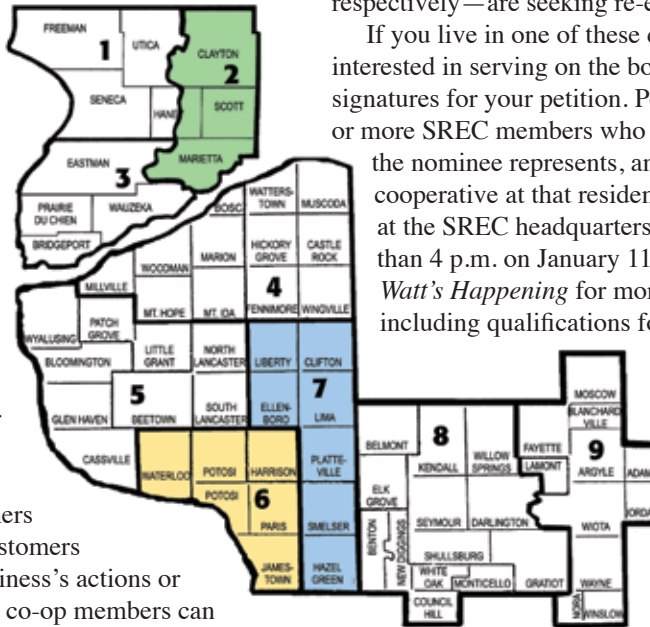 respectively—are seeking re-e
If you live in one of these d
interested in serving on the bo
signatures for your petition. Pe
or more SREC members who
the nominee represents, an
cooperative at that residen
at the SREC headquarters
than 4 p.m. on January 11
Watt's Happening for mor
including qualifications fo
FREEMAN
1
UTICA
CLAYTON
2
SENECA
HANE
SCOTT
EASTMAN
MARIETTA
3
PRAIRIE
DU CHIEN
WAUZEKA
BRIDGEPORT
BOSC
WATTERS-
TOWN
MUSCODA
WOODMAN
MARION
HICKORY
GROVE
CASTLE
ROCK
MILLVILLE
4
MT. HOPE
MT. IDA
FENNIMORE
WINGVILLE
WYALUSING
PATCH
GROVE
BLOOMINGTON
LITTLE
GRANT
NORTH
LANCASTER
LIBERTY
CLIFTON
5
7
GLEN HAVEN
BEETOWN
SOUTH
LANCASTER
ELLEN-
BORO
LIMA
CASSVILLE
WATERLOO
POTOSI
HARRISON
PLATTE-
VILLE
POTOSI
6
PARIS
SMELSER
JAMES-
TOWN
HAZEL
GREEN
MOSCOW
BLANCHARD
VILLE
BELMONT
8
KENDALL
WILLOW
SPRINGS
FAYETTE
LAMONT
9
ARGYLE
ADAM
ELK
GROVE
JORDA
BENTON
NEW DIGGINGS
SEYMOUR
DARLINGTON
WIOTA
SHULLSBURG
WHITE
OAK
MONTICELLO
GRATIOT
WAYNE
COUNCIL
HILL
NORA
WINSLOW
ers
stomers
iness's actions or
co-op members can